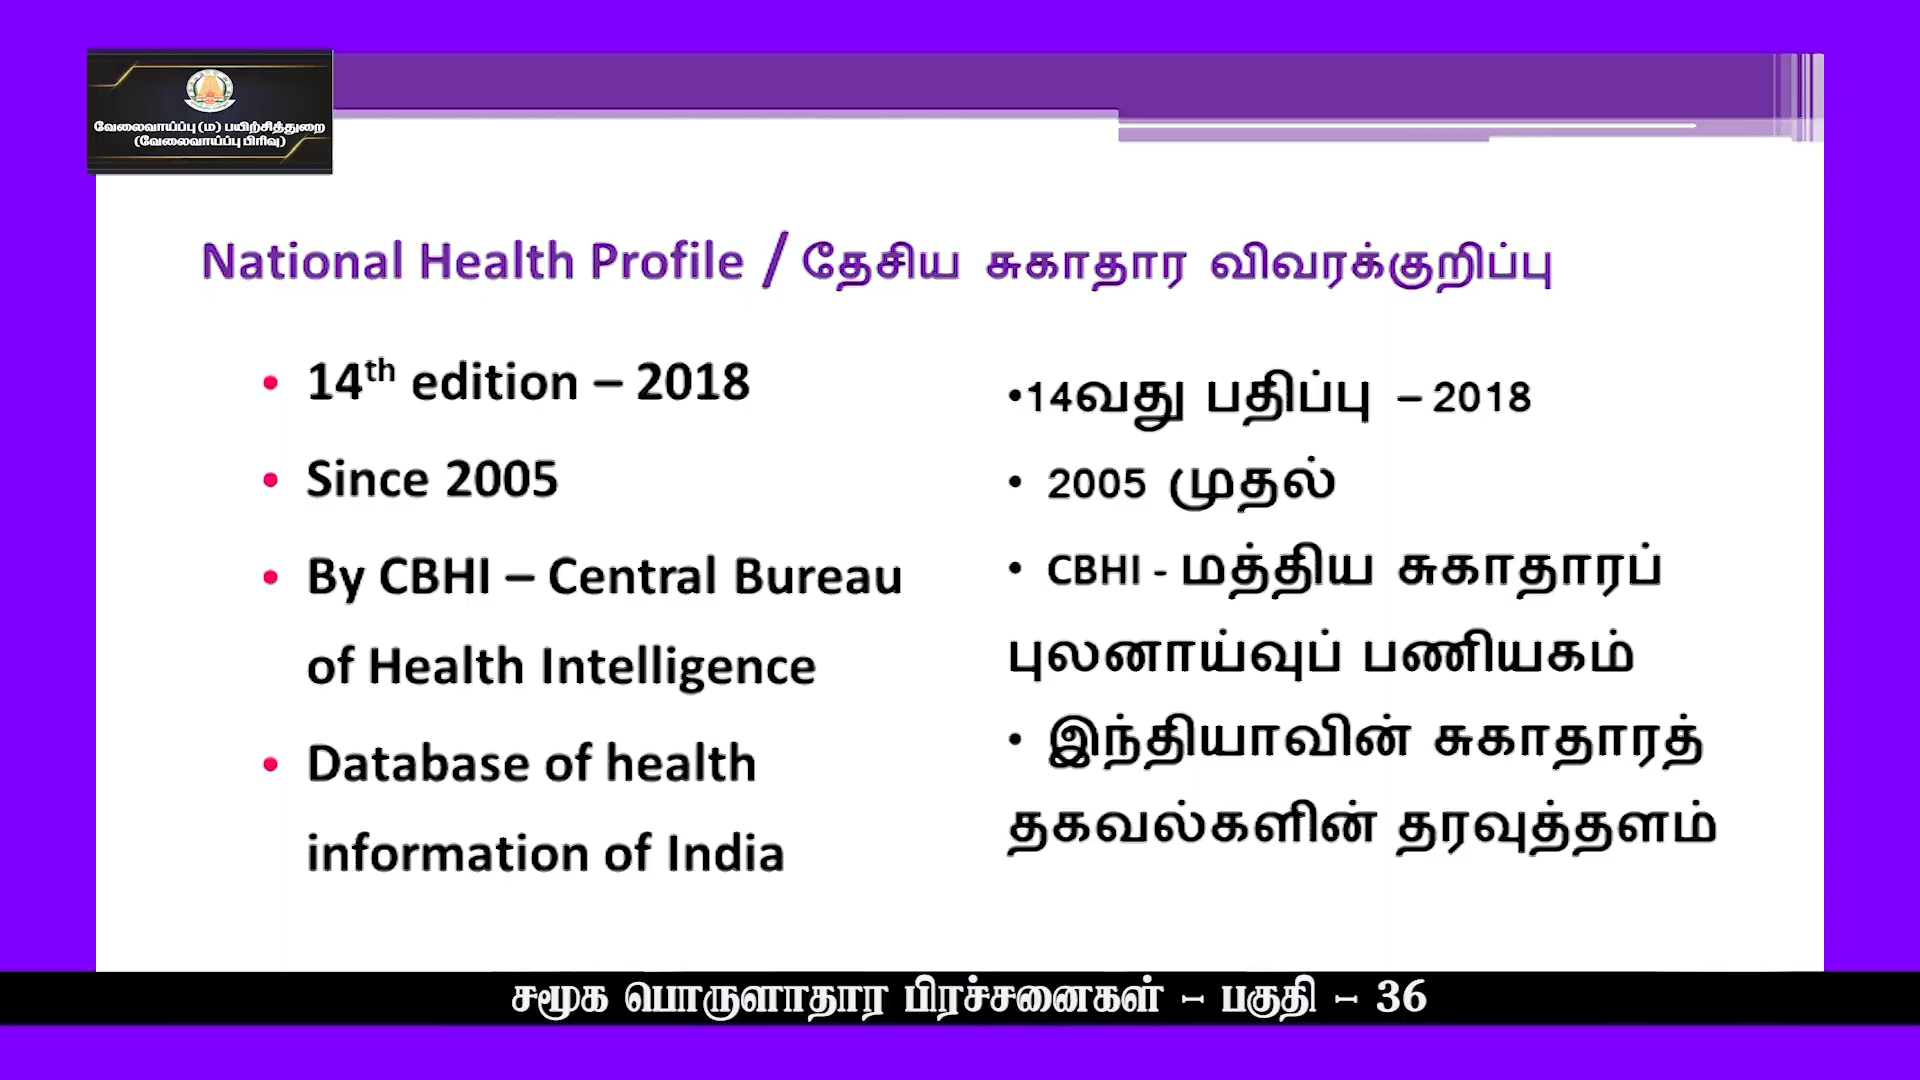 வேலைவாய்ப்பு (ம) பயிற்சித்துறை
(வேலைவாய்ப்பு பிரிவு)
National Health Profile / தேசிய சுகாதார விவரக்குறிப்பு
• 14th edition – 2018
• Since 2005
• By CBHI – Central Bureau
of Health Intelligence
• Database of health
information of India
•14வது பதிப்பு – 2018
• 2005 முதல்
• CBHI - மத்திய சுகாதாரப்
புலனாய்வுப் பணியகம்
• இந்தியாவின் சுகாதாரத்
தகவல்களின் தரவுத்தளம்
சமூக பொருளாதார பிரச்சனைகள் – பகுதி – 36